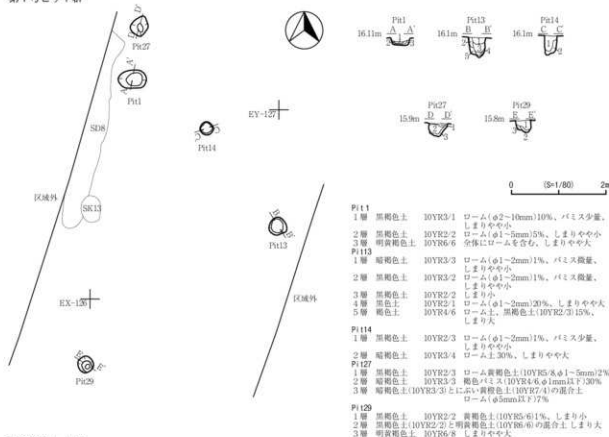 Pit27
Pit1
SD8
EY-127
Pit14
区域外
SK13
Pit13
区域外
EX-126
Pit29
Pit1
16.11m A A'
Pit13
16.1m B B'
Pit14
16.1m C C'
Pit27
15.9m D D'
Pit29
15.8m E E'
0 (S=1/80) 2m
Pit1
1層 黒褐色土 10YR3/1 ローム(φ2~10mm)10%、パミス少量、
しまりやや小
2層 黒褐色土 10YR2/2 ローム(φ1~5mm)5%、しまりやや小
3層 明黄褐色土 10YR6/6 全体にロームを含む、しまりやや大
Pit13
1層 暗褐色土 10YR3/3 ローム(φ1~2mm)1%、パミス微量、
しまりやや小
2層 黒褐色土 10YR3/2 ローム(φ1~2mm)1%、パミス微量、
しまりやや小
3層 黒褐色土 10YR2/2 しまり小
4層 黒色土 10YR2/1 ローム(φ1~2mm)20%、しまりやや大
5層 褐色土 10YR4/6 ローム土、黒褐色土(10YR2/3)15%、
しまり大
Pit14
1層 黒褐色土 10YR2/3 ローム(φ1~2mm)1%、パミス少量、
しまりやや小
2層 暗褐色土 10YR3/4 ローム土30%、しまりやや大
Pit27
1層 黒褐色土 10YR2/3 ローム黄褐色土(10YR5/8,φ1~5mm)2%
2層 暗褐色土 10YR3/3 褐色パミス(10YR4/6,φ1mm以下)30%
3層 暗褐色土(10YR3/3)とにぶい黄橙色土(10YR7/4)の混合土
ローム(φ5mm以下)7%
Pit29
1層 黒褐色土 10YR2/2 黄褐色土(10YR5/6)1%、しまり小
2層 黒褐色土(10YR2/2)と明黄褐色土(10YR6/6)の混合土 しまり大
3層 明黄褐色土 10YR6/8 しまりやや大